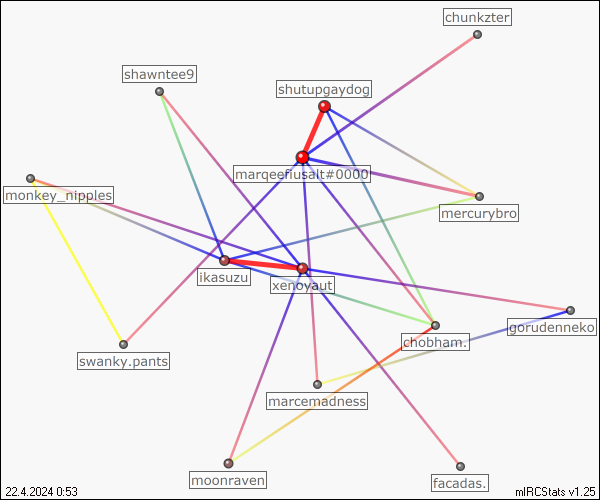 chunkzter
shawntee9
shutupgaydog
marqeefiusalt#0000
monkey_nipples
mercurybro
ikasuzu
xenoyaut
gorudenneko
chobham.
swanky.pants
marcemadness
moonraven
facadas.
22.4.2024 0:53
mIRCStats v1.25